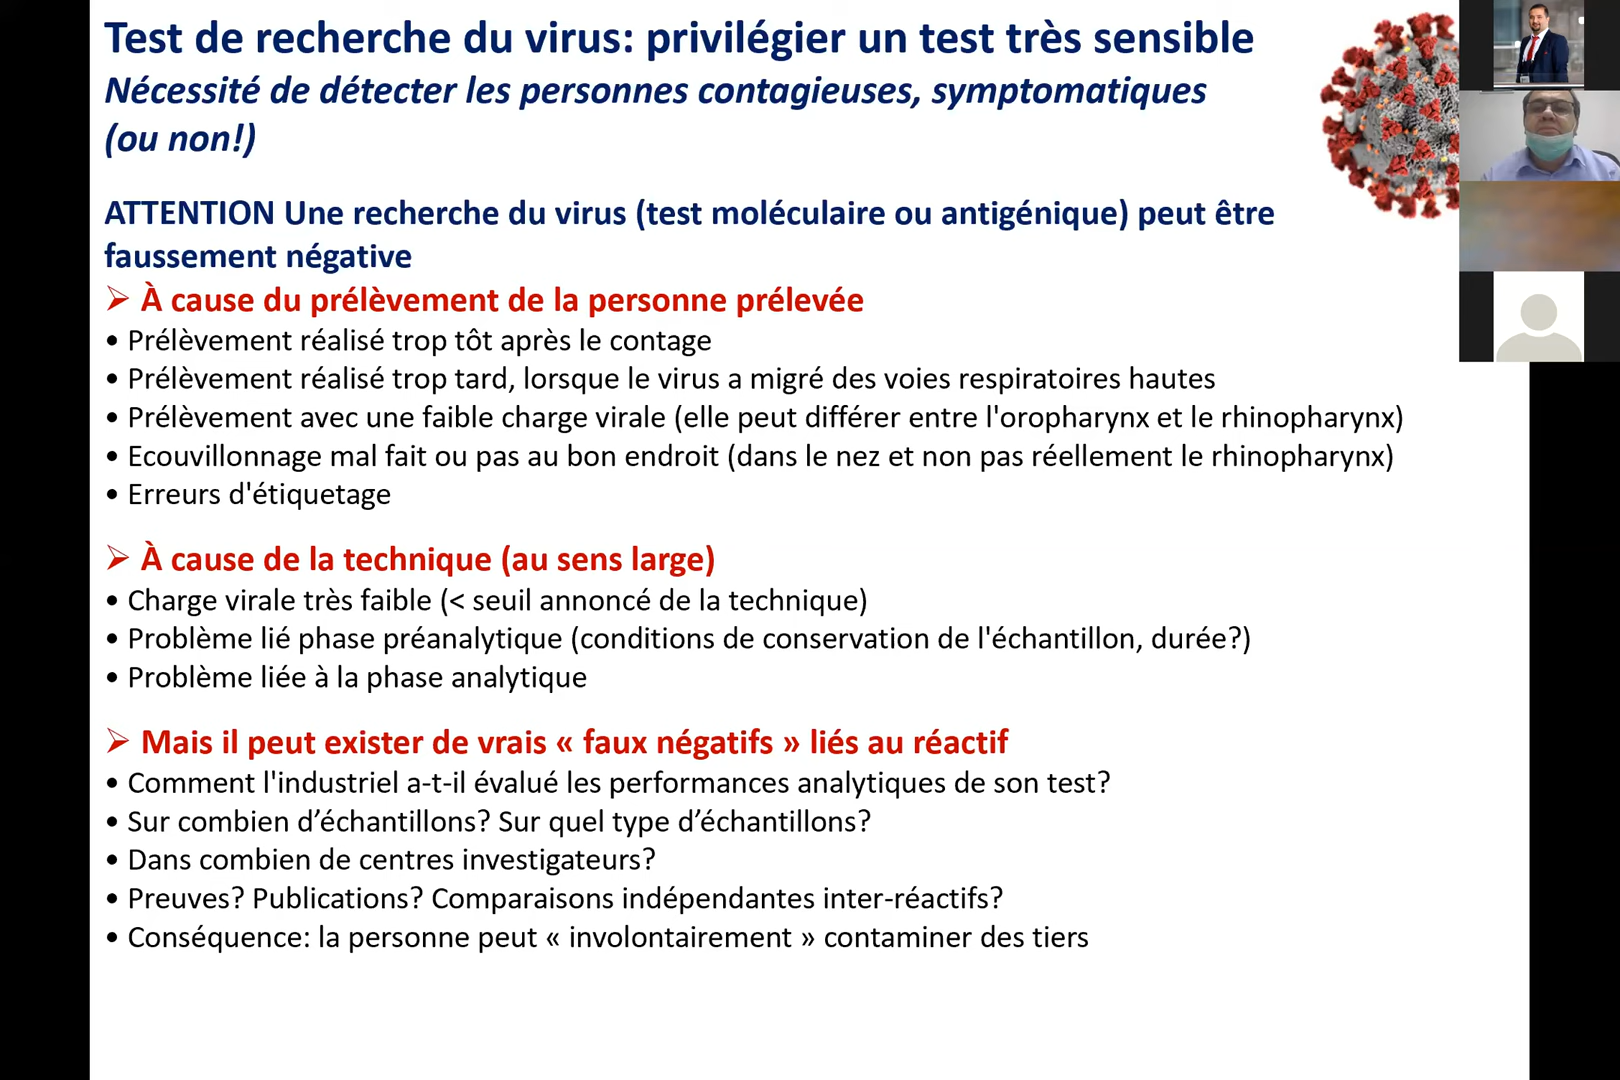 Test de recherche du virus: privilégier un test très sensible
Nécessité de détecter les personnes contagieuses, symptomatiques
(ou non!)
ATTENTION Une recherche du virus (test moléculaire ou antigénique) peut être
faussement négative
➢ À cause du prélèvement de la personne prélevée
• Prélèvement réalisé trop tôt après le contage
• Prélèvement réalisé trop tard, lorsque le virus a migré des voies respiratoires hautes
• Prélèvement avec une faible charge virale (elle peut différer entre l'oropharynx et le rhinopharynx)
• Ecouvillonnage mal fait ou pas au bon endroit (dans le nez et non pas réellement le rhinopharynx)
• Erreurs d'étiquetage
➢ À cause de la technique (au sens large)
• Charge virale très faible (< seuil annoncé de la technique)
• Problème lié phase préanalytique (conditions de conservation de l'échantillon, durée?)
• Problème liée à la phase analytique
➢ Mais il peut exister de vrais « faux négatifs » liés au réactif
• Comment l'industriel a-t-il évalué les performances analytiques de son test?
• Sur combien d’échantillons? Sur quel type d’échantillons?
• Dans combien de centres investigateurs?
• Preuves? Publications? Comparaisons indépendantes inter-réactifs?
• Conséquence: la personne peut « involontairement » contaminer des tiers